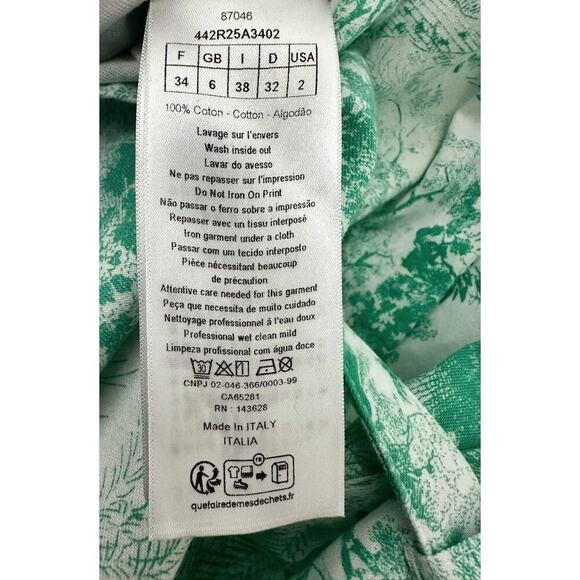 87046
442R25A3402
F GB I D USA
34 6 38 32 2
100% Coton - Cotton - Algodão
Lavage sur l'envers
Wash inside out
Lavar do avesso
Ne pas repasser sur l'impression
Do Not Iron On Print
Não passar o ferro sobre a impressão
Repasser avec un tissu interposé
Iron garment under a cloth
Passar com um tecido interposto
Pièce nécessitant beaucoup
de précaution
Attentive care needed for this garment
Peça que necessita de muito cuidado
Nettoyage professionnel à l'eau doux
Professional wet clean mild
Limpeza profissional com água doce
30
CNPJ 02-046-366/0003-99
CA65281
RN : 143628
Made In ITALY
ITALIA
FR
quefairedemesdechets.fr